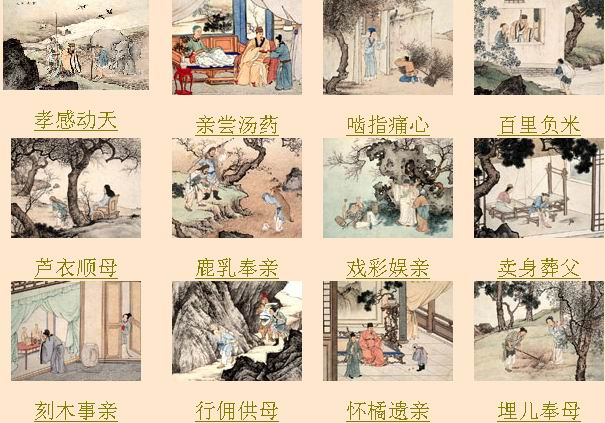 孝感动天
亲尝汤药
啮指痛心
百里负米
芦衣顺母
鹿乳奉亲
戏彩娱亲
卖身葬父
刻木事亲
行佣供母
怀橘遗亲
埋儿奉母